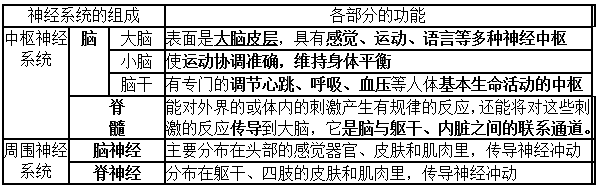 神经系统的组成 各部分的功能
中枢神经系统 脑 大脑 表面是大脑皮层，具有感觉、运动、语言等多种神经中枢
小脑 使运动协调准确，维持身体平衡
脑干 有专门的调节心跳、呼吸、血压等人体基本生命活动的中枢
脊髓 能对外界的或体内的刺激产生有规律的反应，还能将对这些刺
激的反应传导到大脑，它是脑与躯干、内脏之间的联系通道。
周围神经系统 脑神经 主要分布在头部的感觉器官、皮肤和肌肉里，传导神经冲动
脊神经 分布在躯干、四肢的皮肤和肌肉里，传导神经冲动